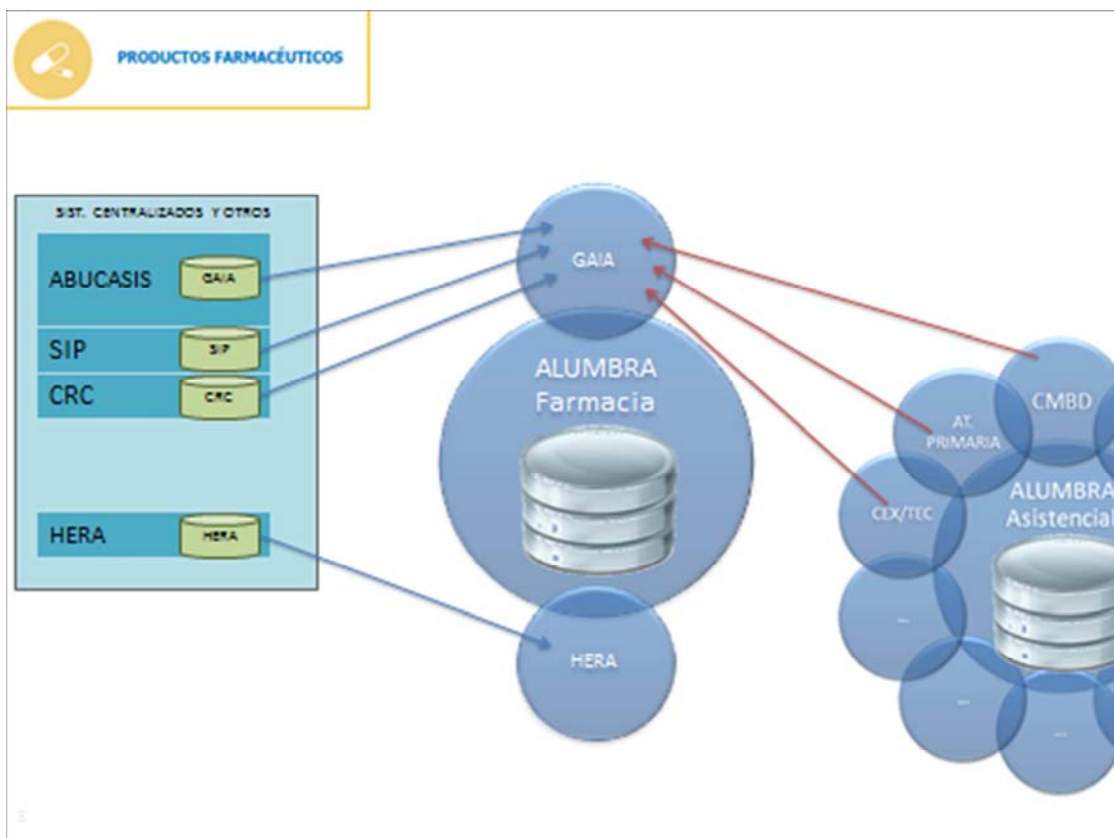 PRODUCTOS FARMACÉUTICOS
SIST. CENTRALIZADOS Y OTROS
ABUCASIS
GAIA
SIP
SIP
CRC
CRC
HERA
HERA
GAIA
ALUMBRA
Farmacia
HERA
CMBD
AT.
PRIMARIA
CEX/TEC
ALUMBRA
Asistencial
...
...
...